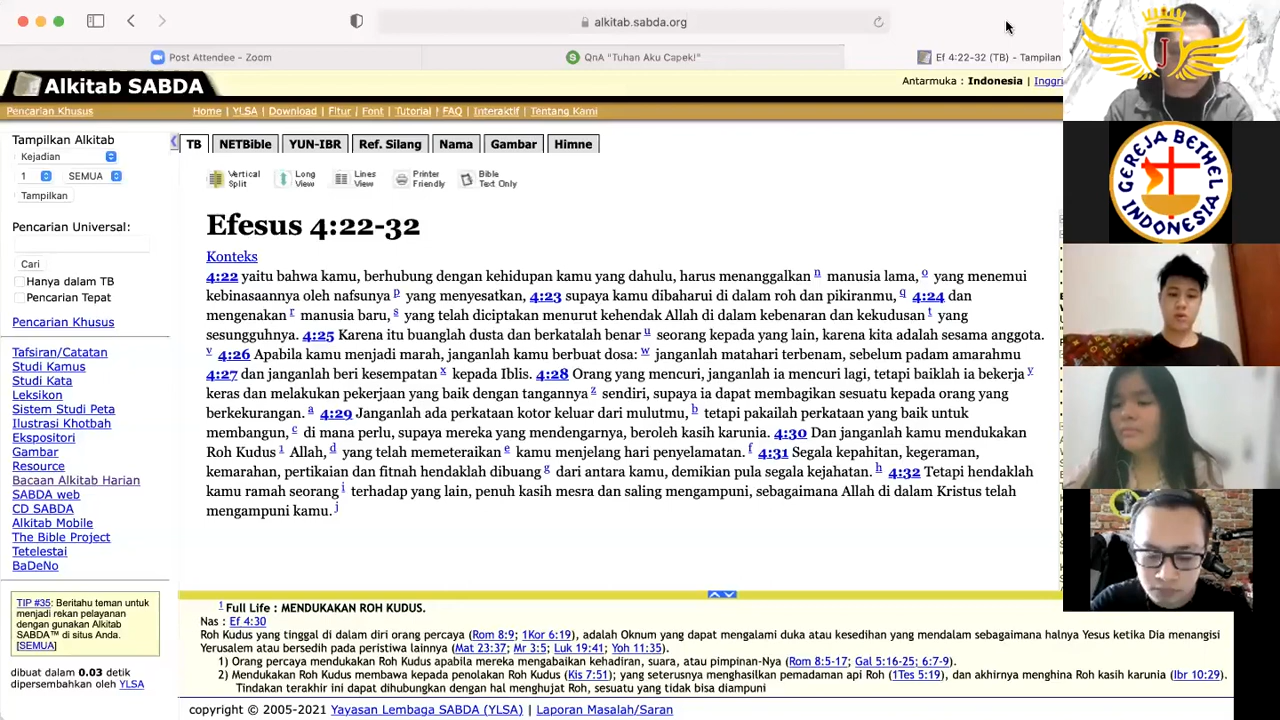 alkitab.sabda.org
Post Attendee - Zoom
QnA "Tuhan Aku Capek!"
Ef 4:22-32 (TB) - Tampilan
Alkitab SABDA
Antarmuka : Indonesia | Inggri
Pencarian Khusus
Home | YLSA | Download | Fitur | Font | Tutorial | FAQ | Interaktif | Tentang Kami
Tampilkan Alkitab
Kejadian
1 SEMUA
Tampilkan
Pencarian Universal:
Cari
Hanya dalam TB
Pencarian Tepat
Pencarian Khusus
Tafsiran/Catatan
Studi Kamus
Studi Kata
Leksikon
Sistem Studi Peta
Ilustrasi Khotbah
Ekspositori
Gambar
Resource
Bacaan Alkitab Harian
SABDA web
CD SABDA
Alkitab Mobile
The Bible Project
Tetelestai
BaDeNo
TIP #35: Beritahu teman untuk
menjadi rekan pelayanan
dengan gunakan Alkitab
SABDA™ di situs Anda.
[SEMUA]
dibuat dalam 0.03 detik
dipersembahkan oleh YLSA
TB NETBible YUN-IBR Ref. Silang Nama Gambar Himne
Vertical Split Long View Lines View Printer Friendly Bible Text Only
Efesus 4:22-32
Konteks
4:22 yaitu bahwa kamu, berhubung dengan kehidupan kamu yang dahulu, harus menanggalkan n manusia lama, o yang menemui
kebinasaannya oleh nafsunya p yang menyesatkan, 4:23 supaya kamu dibaharui di dalam roh dan pikiranmu, q 4:24 dan
mengenakan r manusia baru, s yang telah diciptakan menurut kehendak Allah di dalam kebenaran dan kekudusan t yang
sesungguhnya. 4:25 Karena itu buanglah dusta dan berkatalah benar u seorang kepada yang lain, karena kita adalah sesama anggota.
v 4:26 Apabila kamu menjadi marah, janganlah kamu berbuat dosa: w janganlah matahari terbenam, sebelum padam amarahmu
4:27 dan janganlah beri kesempatan x kepada Iblis. 4:28 Orang yang mencuri, janganlah ia mencuri lagi, tetapi baiklah ia bekerja y
keras dan melakukan pekerjaan yang baik dengan tangannya z sendiri, supaya ia dapat membagikan sesuatu kepada orang yang
berkekurangan. a 4:29 Janganlah ada perkataan kotor keluar dari mulutmu, b tetapi pakailah perkataan yang baik untuk
membangun, c di mana perlu, supaya mereka yang mendengarnya, beroleh kasih karunia. 4:30 Dan janganlah kamu mendukakan
Roh Kudus 1 Allah, d yang telah memeteraikan e kamu menjelang hari penyelamatan. f 4:31 Segala kepahitan, kegeraman,
kemarahan, pertikaian dan fitnah hendaklah dibuang g dari antara kamu, demikian pula segala kejahatan. h 4:32 Tetapi hendaklah
kamu ramah seorang i terhadap yang lain, penuh kasih mesra dan saling mengampuni, sebagaimana Allah di dalam Kristus telah
mengampuni kamu. j
1 Full Life : MENDUKAKAN ROH KUDUS.
Nas : Ef 4:30
Roh Kudus yang tinggal di dalam diri orang percaya (Rom 8:9; 1Kor 6:19), adalah Oknum yang dapat mengalami duka atau kesedihan yang mendalam sebagaimana halnya Yesus ketika Dia menangisi
Yerusalem atau bersedih pada peristiwa lainnya (Mat 23:37; Mr 3:5; Luk 19:41; Yoh 11:35).
1) Orang percaya mendukakan Roh Kudus apabila mereka mengabaikan kehadiran, suara, atau pimpinan-Nya (Rom 8:5-17; Gal 5:16-25; 6:7-9).
2) Mendukakan Roh Kudus membawa kepada penolakan Roh Kudus (Kis 7:51); yang seterusnya menghasilkan pemadaman api Roh (1Tes 5:19), dan akhirnya menghina Roh kasih karunia (Ibr 10:29).
Tindakan terakhir ini dapat dihubungkan dengan hal menghujat Roh, sesuatu yang tidak bisa diampuni
copyright © 2005-2021 Yayasan Lembaga SABDA (YLSA) | Laporan Masalah/Saran
J
GEREJA BETHEL
INDONESIA